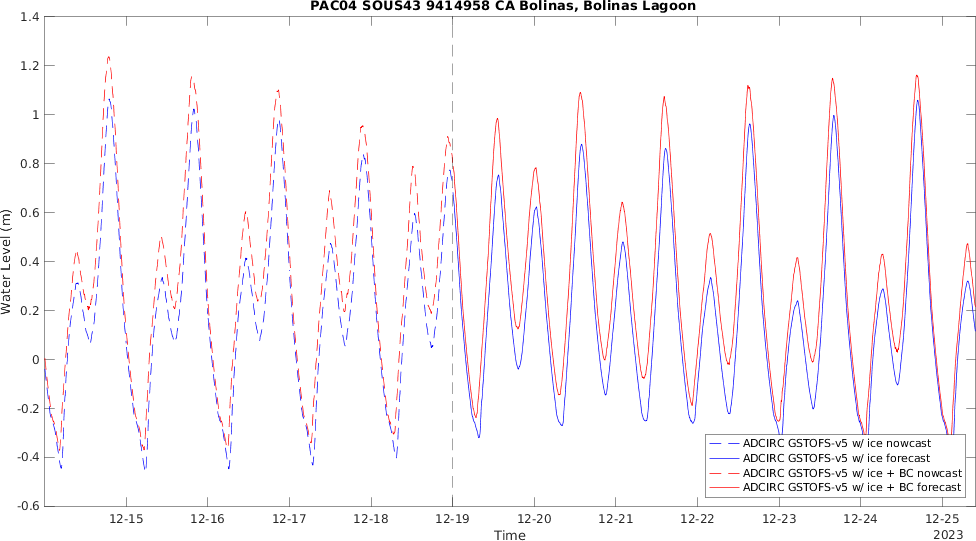 PAC04 SOUS43 9414958 CA Bolinas, Bolinas Lagoon
1.4
1.2
1
0.8
0.6
0.4
0.2
0
-0.2
-0.4
-0.6
Water Level (m)
ADCIRC GSTOFS-v5 w/ ice nowcast
ADCIRC GSTOFS-v5 w/ ice forecast
ADCIRC GSTOFS-v5 w/ ice + BC nowcast
ADCIRC GSTOFS-v5 w/ ice + BC forecast
12-15 12-16 12-17 12-18 12-19 12-20 12-21 12-22 12-23 12-24 12-25
Time 2023